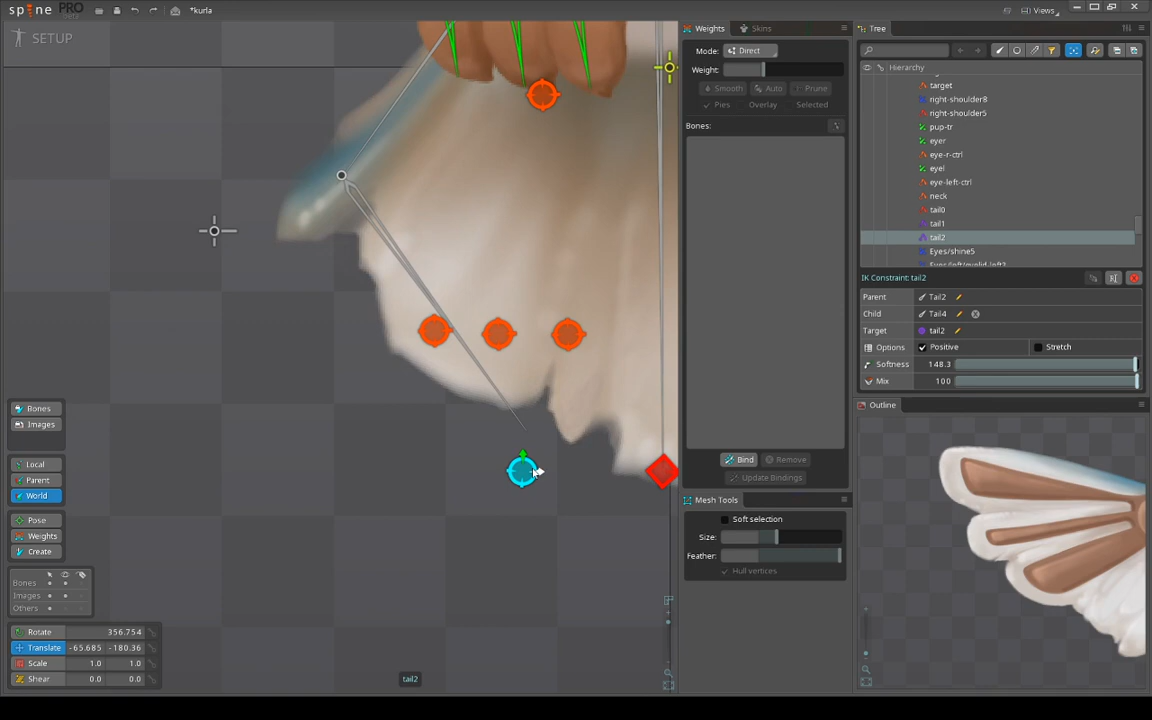 spine PRO
Beta
*kurla
Views
SETUP
Weights
Skins
Tree
Mode: Direct
Weight:
Smooth
Auto
Prune
Pies
Overlay
Selected
Bones:
Bind
Remove
Update Bindings
Mesh Tools
Soft selection
Size:
Feather:
Hull vertices
Hierarchy
target
right-shoulder8
right-shoulder5
pup-tr
eyer
eye-r-ctrl
eyel
eye-left-ctrl
neck
tail0
tail1
tail2
Eyes/shine5
IK Constraint: tail2
Parent Tail2
Child Tail4
Target tail2
Options Positive Stretch
Softness 148.3
Mix 100
Outline
Bones
Images
Local
Parent
World
Pose
Weights
Create
Bones
Images
Others
Rotate 356.754
Translate -65.685 -180.36
Scale 1.0 1.0
Shear 0.0 0.0
tail2